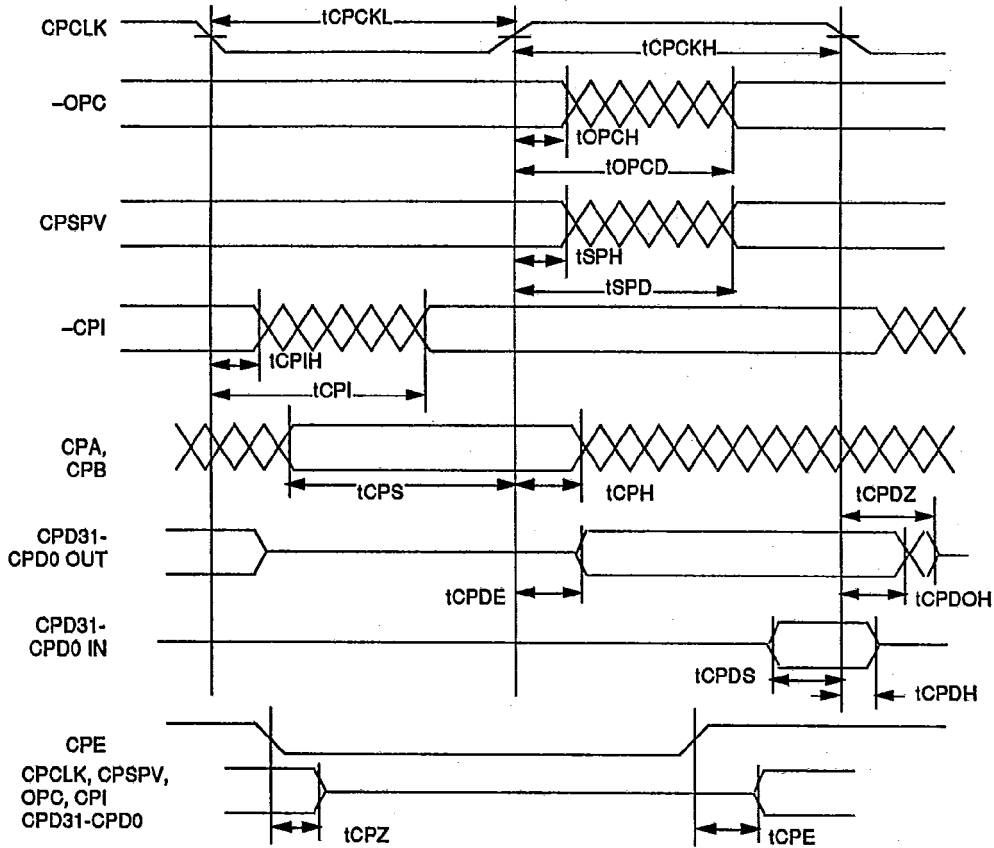 tCPCKL
CPCLK
tCPCKH
–OPC
tOPCH
tOPCD
CPSPV
tSPH
tSPD
–CPI
tCPIH
tCPI
CPA,
CPB
tCPS
tCPH
tCPDZ
CPD31-
CPD0 OUT
tCPDE
tCPDOH
CPD31-
CPD0 IN
tCPDS
tCPDH
CPE
CPCLK, CPSPV,
OPC, CPI
CPD31-CPD0
tCPZ
tCPE